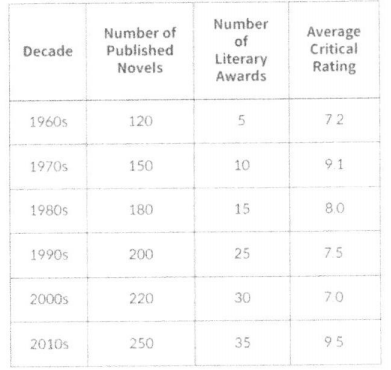 Decade Number of Published Novels Number of Literary Awards Average Critical Rating
1960s 120 5 7.2
1970s 150 10 9.1
1980s 180 15 8.0
1990s 200 25 7.5
2000s 220 30 7.0
2010s 250 35 9.5